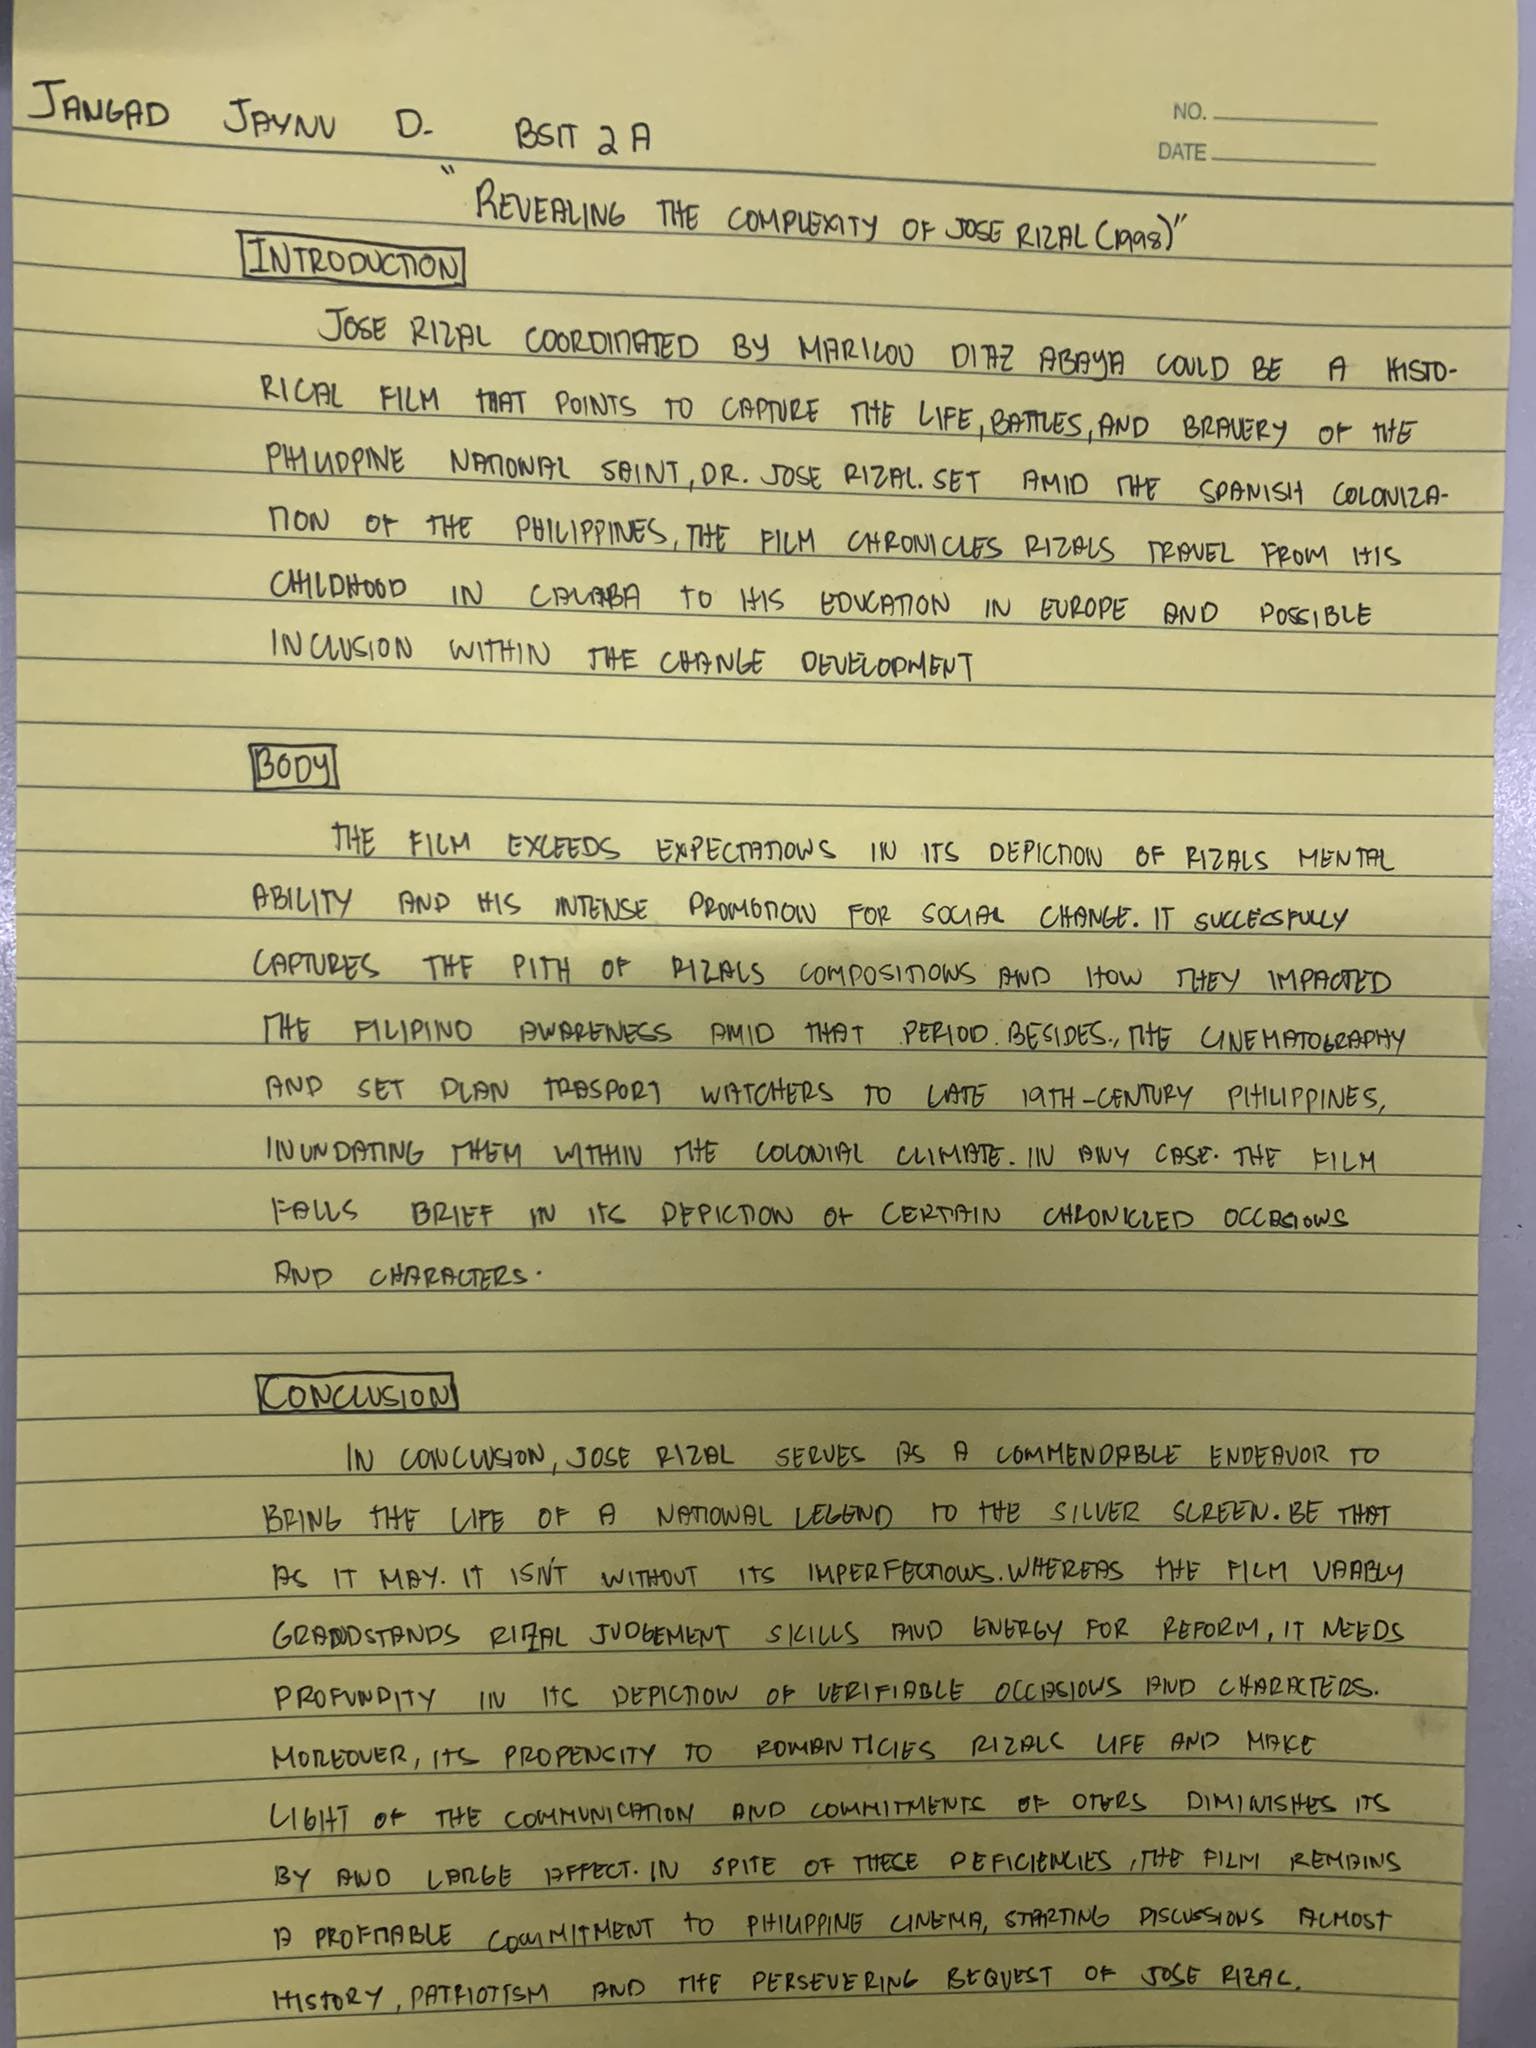 JANGAD JAYNU D. BSIT 2A
NO.
DATE
"REVEALING THE COMPLEXITY OF JOSE RIZAL (1998)"
INTRODUCTION
JOSE RIZAL COORDINATED BY MARILOU DIAZ ABAYA COULD BE A HISTO-
RICAL FILM THAT POINTS TO CAPTURE THE LIFE, BATTLES, AND BRAVERY OF THE
PHILIPPINE NATIONAL SAINT, DR. JOSE RIZAL. SET AMID THE SPANISH COLONIZA-
TION OF THE PHILIPPINES, THE FILM CHRONICLES RIZALS TRAVEL FROM HIS
CHILDHOOD IN CALABA TO HIS EDUCATION IN EUROPE AND POSSIBLE
INCLUSION WITHIN THE CHANGE DEVELOPMENT
BODY
THE FILM EXCEEDS EXPECTATIONS IN ITS DEPICTION OF RIZALS MENTAL
ABILITY AND HIS INTENSE PROMOTION FOR SOCIAL CHANGE. IT SUCCESSFULLY
CAPTURES THE PITH OF RIZALS COMPOSITIONS AND HOW THEY IMPACTED
THE FILIPINO AWARENESS AMID THAT PERIOD. BESIDES., THE CINEMATOGRAPHY
AND SET PLAN TRASPORT WATCHERS TO LATE 19TH-CENTURY PHILIPPINES,
INUNDATING THEM WITHIN THE COLONIAL CLIMATE. IN ANY CASE. THE FILM
FALLS BRIEF IN ITS DEPICTION OF CERTAIN CHRONICLED OCCASIONS
AND CHARACTERS.
CONCLUSION
IN CONCLUSION, JOSE RIZAL SERVES AS A COMMENDABLE ENDEAVOR TO
BRING THE LIFE OF A NATIONAL LEGEND TO THE SILVER SCREEN. BE THAT
AS IT MAY. IT ISN'T WITHOUT ITS IMPERFECTIONS. WHEREAS THE FILM VAABLY
GRANDSTANDS RIZAL JUDGEMENT SKILLS AND ENERGY FOR REFORM, IT NEEDS
PROFUNDITY IN ITS DEPICTION OF VERIFIABLE OCCASIONS AND CHARACTERS.
MOREOVER, ITS PROPENSITY TO ROMANTICIES RIZALS LIFE AND MAKE
LIGHT OF THE COMMUNICATION AND COMMITMENTS OF OTERS DIMINISHES ITS
BY AND LARGE AFFECT. IN SPITE OF THESE DEFICIENCIES, THE FILM REMAINS
A PROFITABLE COMMITMENT TO PHILIPPINE CINEMA, STARTING DISCUSSIONS ALMOST
HISTORY, PATRIOTISM AND THE PERSEVERING BEQUEST OF JOSE RIZAL.